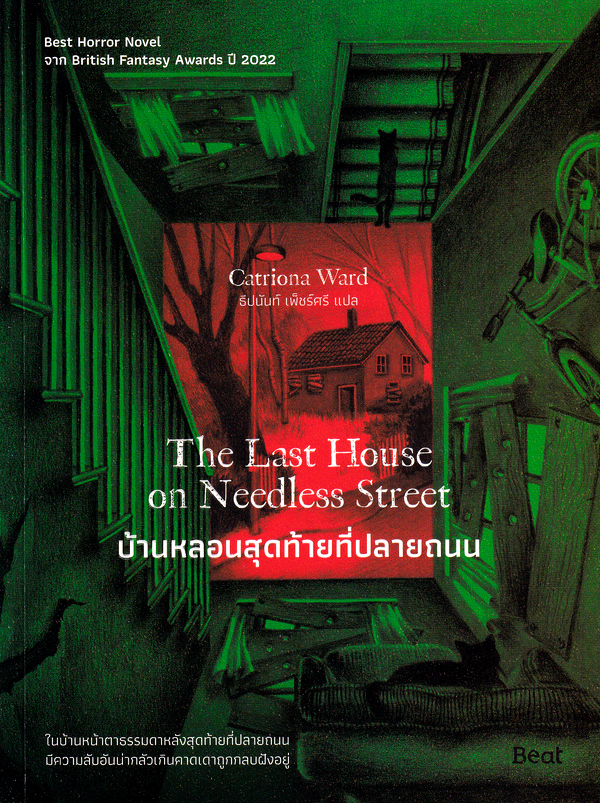 Best Horror Novel
จาก British Fantasy Awards ปี 2022
Catriona Ward
ธีปนันท์ เพ็ชร์ศรี แปล
The Last House
on Needless Street
บ้านหลอนสุดท้ายที่ปลายถนน
ในบ้านหน้าตาธรรมดาหลังสุดท้ายที่ปลายถนน
มีความลับอันน่ากลัวเกินคาดเดาถูกกลบฝังอยู่
Beat